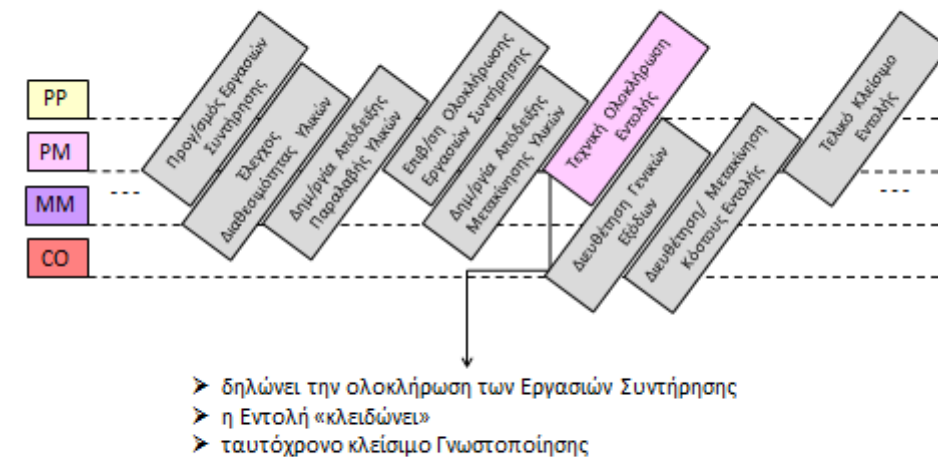 PP
PM
MM
CO
Προγ/σμός Εργασιών
Συντήρησης
Έλεγχος
Διαθεσιμότητας Υλικών
Δημ/ργία Απόδειξης
Παραλαβής Υλικών
Επιβ/ση Ολοκλήρωσης
Εργασιών Συντήρησης
Δημ/ργία Απόδειξης
Μετακίνησης Υλικών
Τεχνική Ολοκλήρωση
Εντολής
Διευθέτηση Γενικών
Εξόδων
Διευθέτηση/ Μετακίνηση
Κόστους Εντολής
Τελικό Κλείσιμο
Εντολής
➤ δηλώνει την ολοκλήρωση των Εργασιών Συντήρησης
➤ η Εντολή «κλειδώνει»
➤ ταυτόχρονο κλείσιμο Γνωστοποίησης